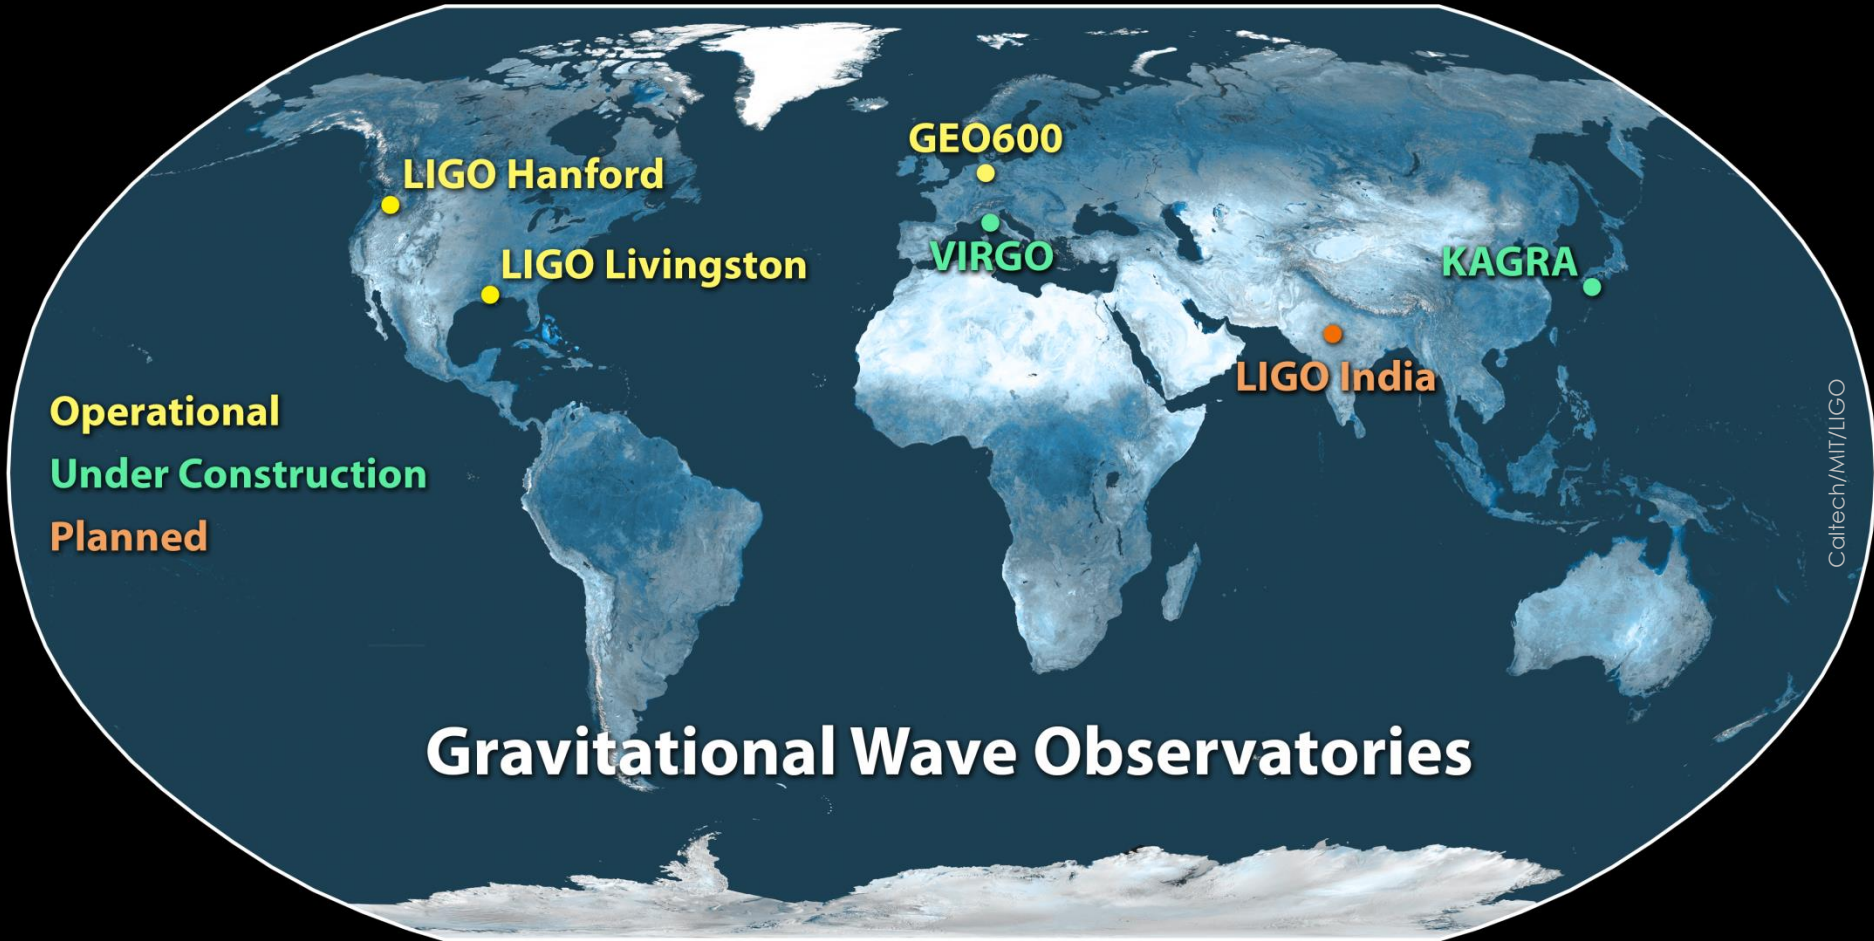 GEO600
LIGO Hanford
LIGO Livingston
VIRGO
KAGRA
LIGO India
Operational
Under Construction
Planned
Gravitational Wave Observatories
Caltech/MIT/LIGO